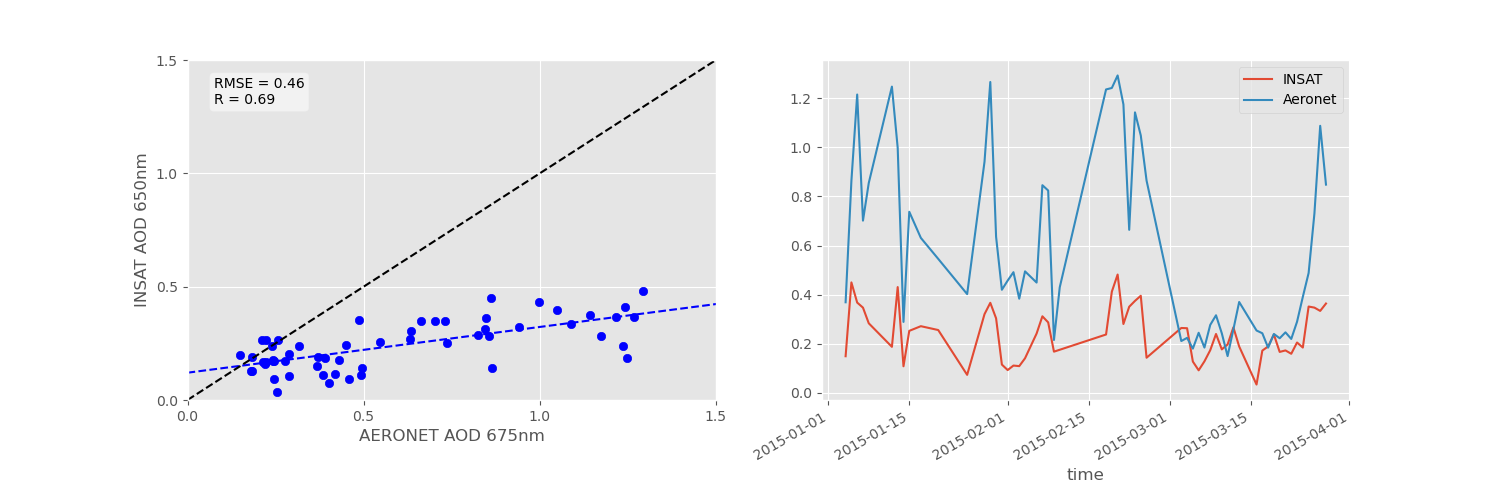 RMSE = 0.46
R = 0.69
1.5
1.0
0.5
0.0
INSAT AOD 650nm
0.0 0.5 1.0 1.5
AERONET AOD 675nm
INSAT
Aeronet
1.2
1.0
0.8
0.6
0.4
0.2
0.0
2015-01-01 2015-01-15 2015-02-01 2015-02-15 2015-03-01 2015-03-15 2015-04-01
time